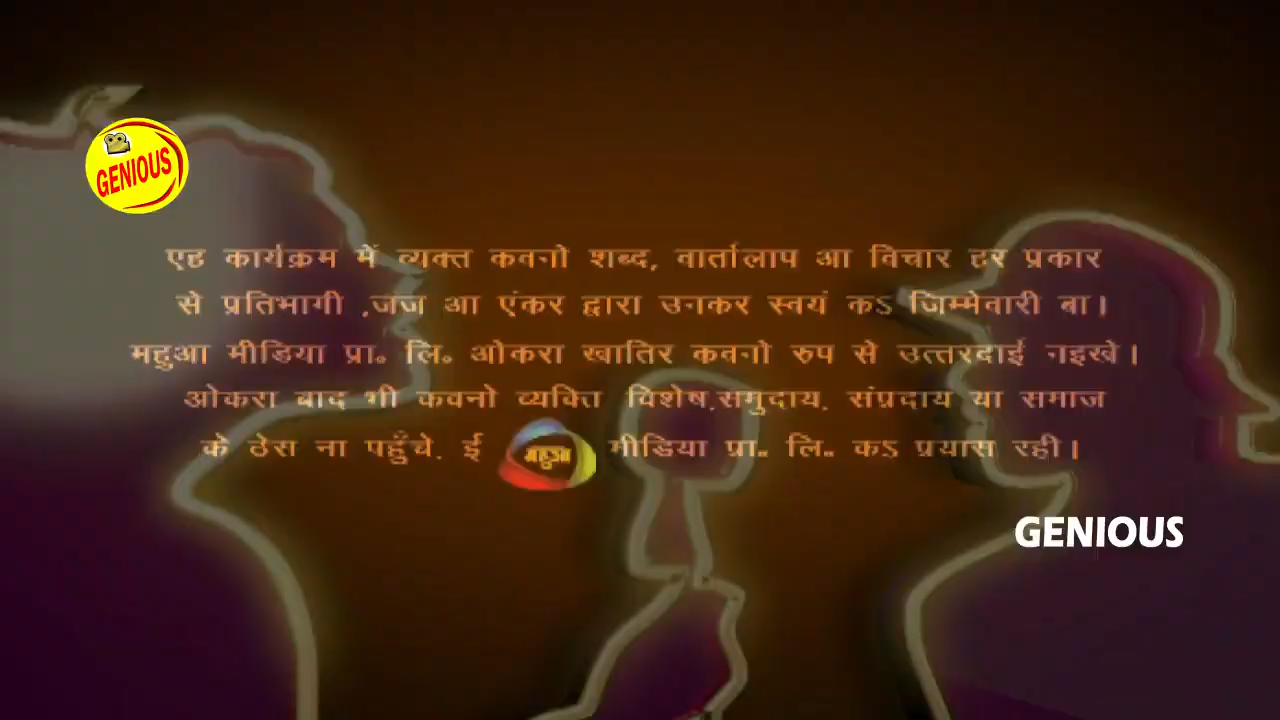 GENIOUS
एह कार्यक्रम में व्यक्त कवनो शब्द, वार्तालाप आ विचार हर प्रकार
से प्रतिभागी ,जज आ एंकर द्वारा उनकर स्वयं कऽ जिम्मेवारी बा।
महुआ मीडिया प्रा॰ लि॰ ओकरा खातिर कवनो रुप से उत्तरदाई नइखे।
ओकरा बाद भी कवनो व्यक्ति विशेष,समुदाय, संप्रदाय या समाज
के ठेस ना पहुँचे, ई महुआ मीडिया प्रा॰ लि॰ कऽ प्रयास रही।
GENIOUS